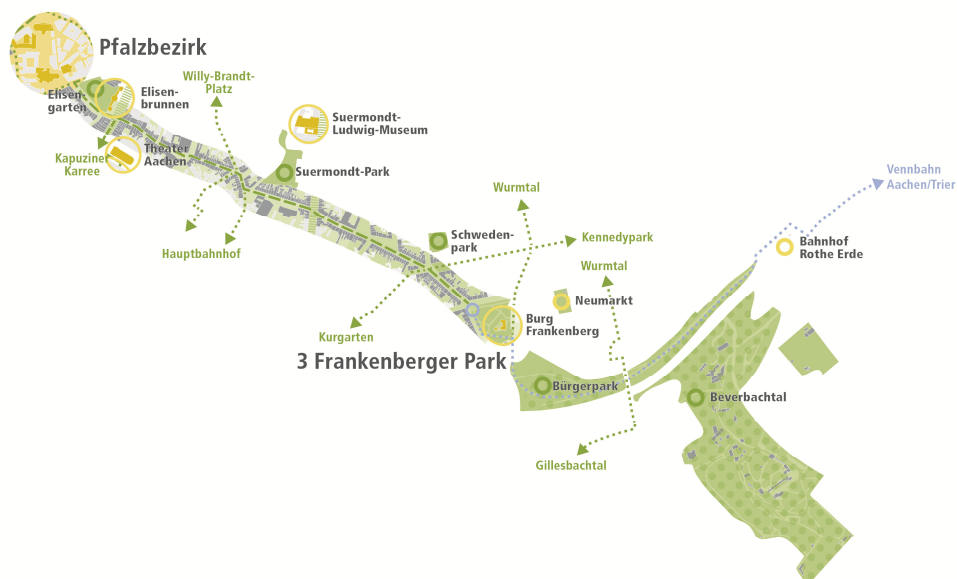 Pfalzbezirk
Elisen
garten
Elisen-
brunnen
Willy-Brandt-
Platz
Suermondt-
Ludwig-Museum
Kapuziner
Karree
Theater
Aachen
Suermondt-Park
Vennbahn
Aachen/Trier
Wurmtal
Hauptbahnhof
Schweden-
park
Kennedypark
Bahnhof
Rothe Erde
Wurmtal
Neumarkt
Kurgarten
Burg
Frankenberg
3 Frankenberger Park
Bürgerpark
Beverbachtal
Gillesbachtal